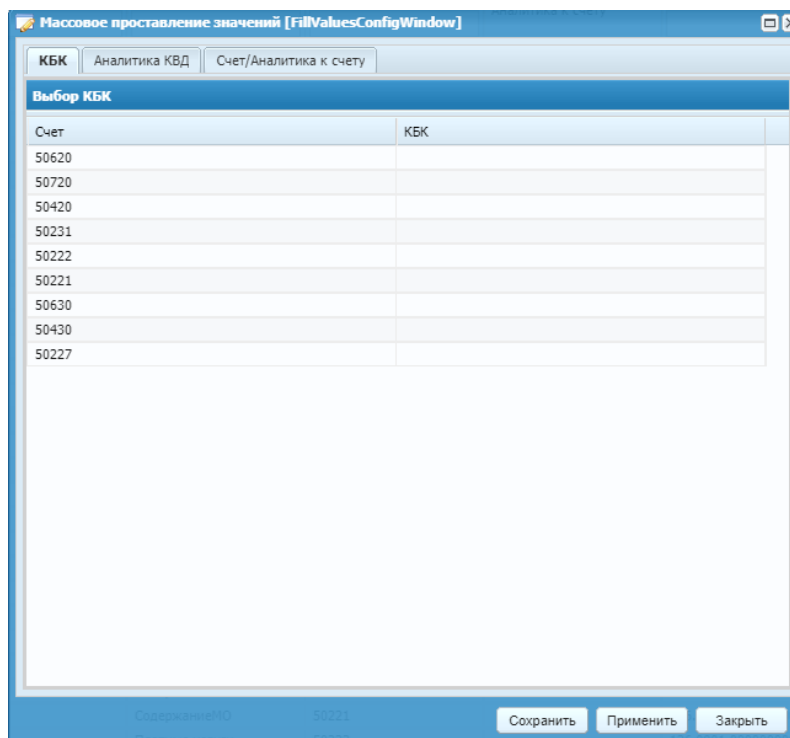 Массовое проставление значений [FillValuesConfigWindow]
КБК Аналитика КВД Счет/Аналитика к счету
Выбор КБК
Счет КБК
50620
50720
50420
50231
50222
50221
50630
50430
50227
СодержаниеМО 50221
Сохранить Применить Закрыть